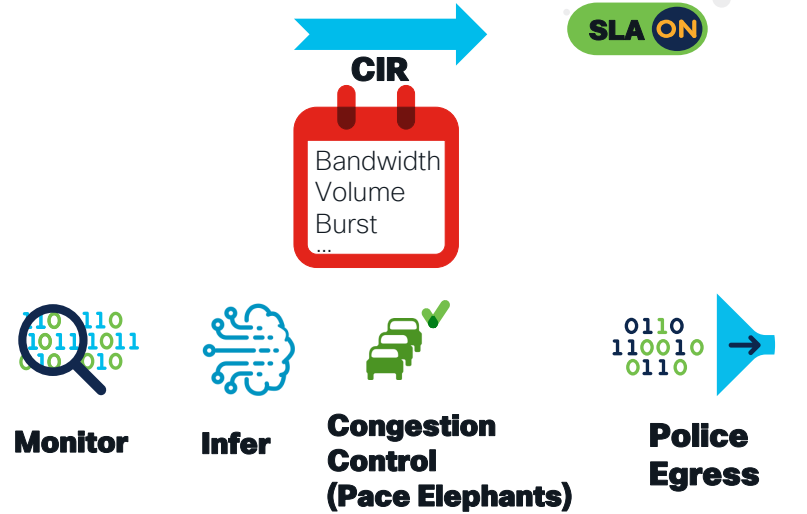 SLA ON
CIR
Bandwidth
Volume
Burst
...
110 110
1011 1011
010 010
0110
110010
0110
Monitor
Infer
Congestion
Control
(Pace Elephants)
Police
Egress